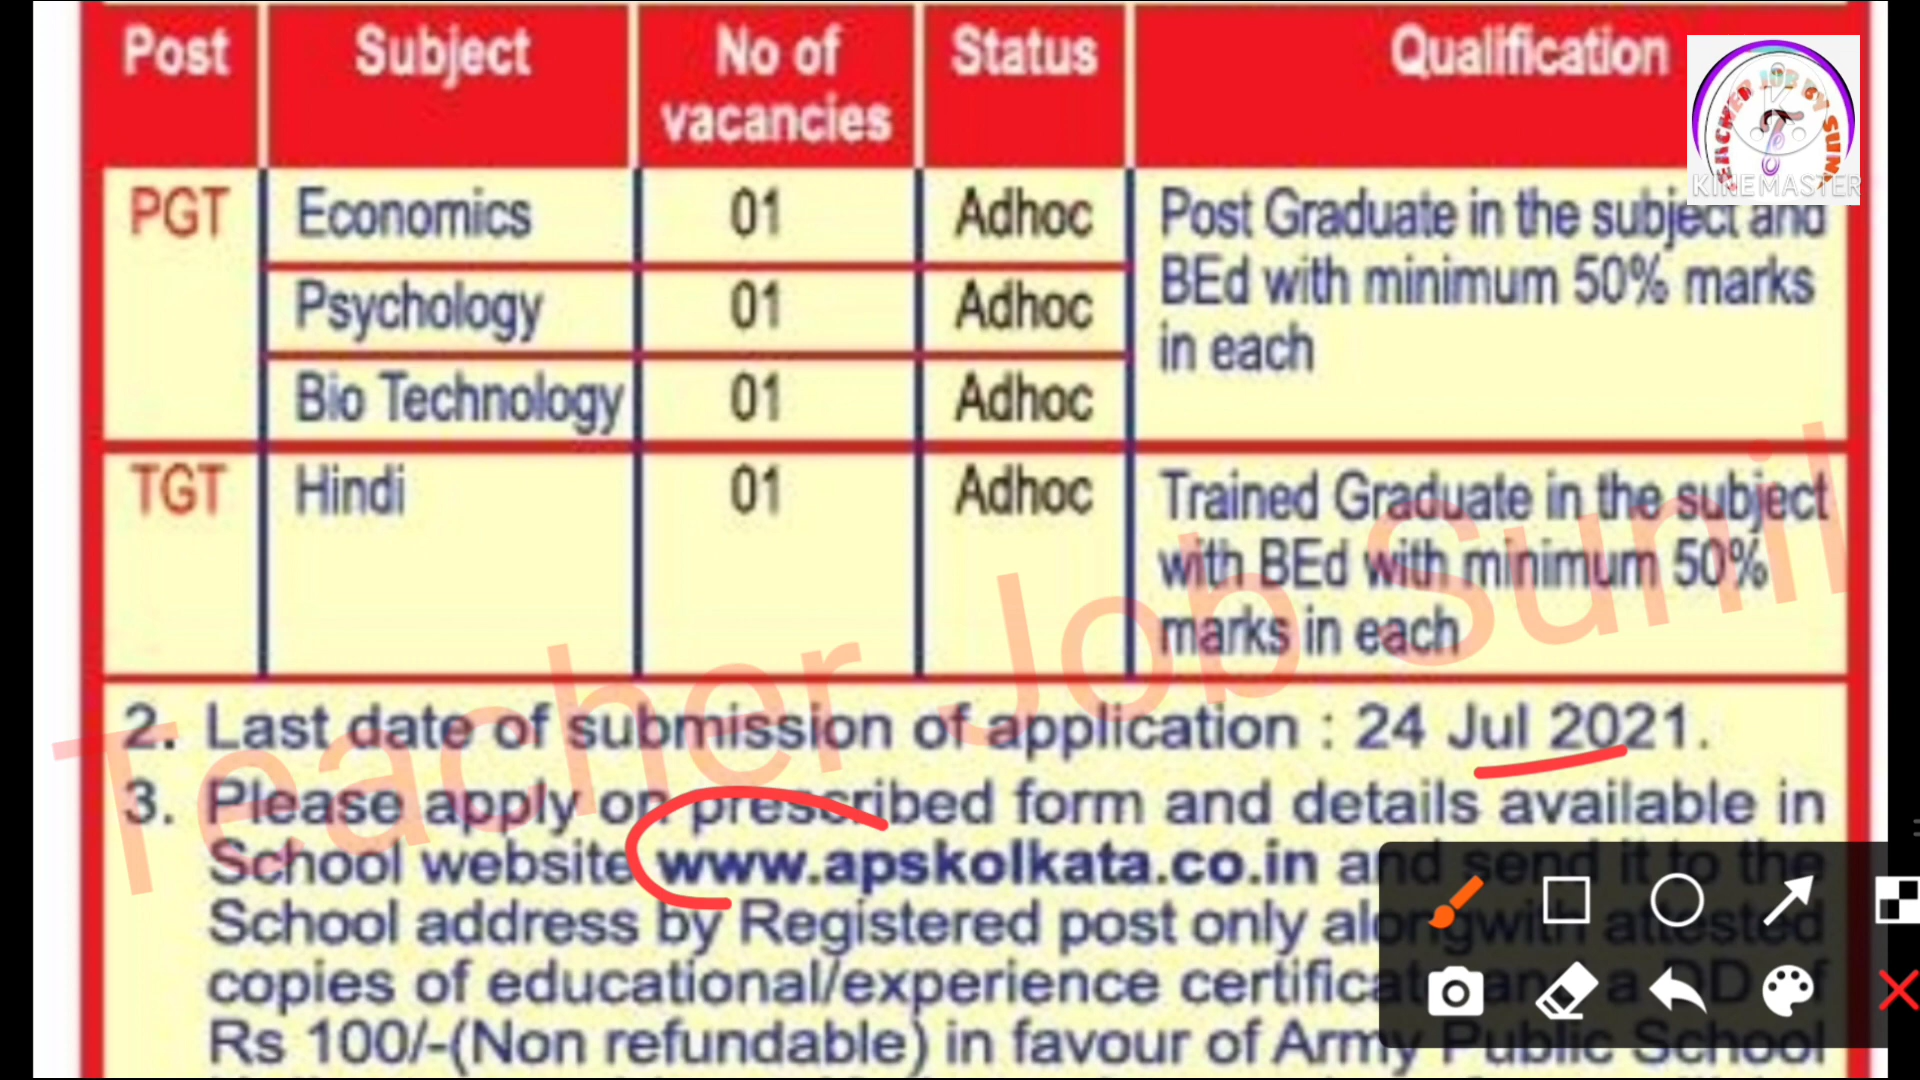 Post Subject No of vacancies Status Qualification
PGT Economics 01 Adhoc Post Graduate in the subject and
BEd with minimum 50% marks
in each
Psychology 01 Adhoc
Bio Technology 01 Adhoc
TGT Hindi 01 Adhoc Trained Graduate in the subject
with BEd with minimum 50%
marks in each
2. Last date of submission of application : 24 Jul 2021.
3. Please apply on prescribed form and details available in
School website www.apskolkata.co.in and send it to the
School address by Registered post only alongwith attested
copies of educational/experience certificate and a DD of
Rs 100/-(Non refundable) in favour of Army Public School
Teacher Job Sunil
TEACHER JOB BY SUNIL
KINEMASTER